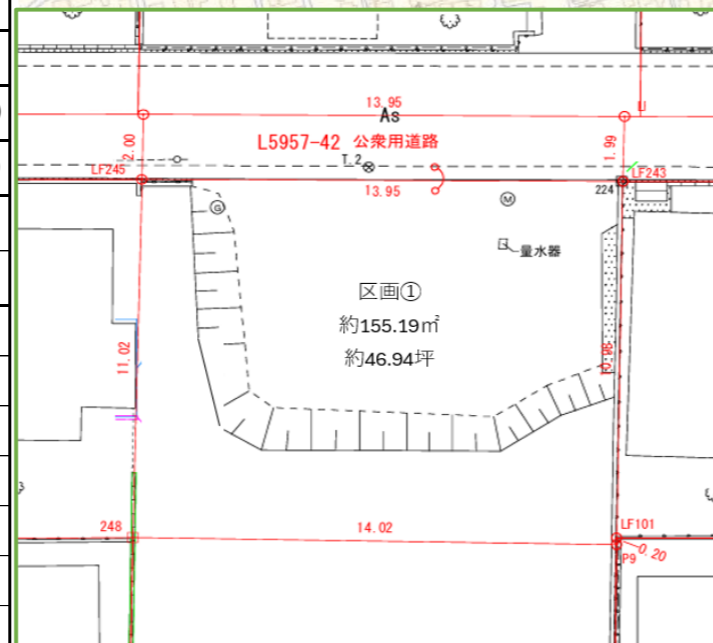 13.95
As
LI
2.00
L5957-42 公衆用道路
1.99
T.2
LF245
LF243
13.95
224
G
M
量水器
区画①
約155.19㎡
約46.94坪
11.02
10.98
248
14.02
LF101
0.20
P9